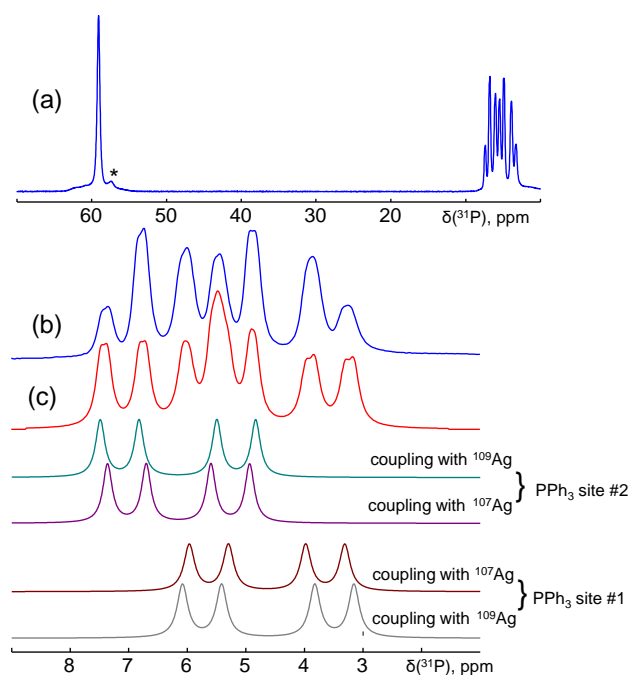 (a)
*
60 50 40 30 20 δ(³¹P), ppm
(b)
(c)
coupling with ¹⁰⁹Ag
coupling with ¹⁰⁷Ag
} PPh₃ site #2
coupling with ¹⁰⁷Ag
coupling with ¹⁰⁹Ag
} PPh₃ site #1
8 7 6 5 4 3 δ(³¹P), ppm